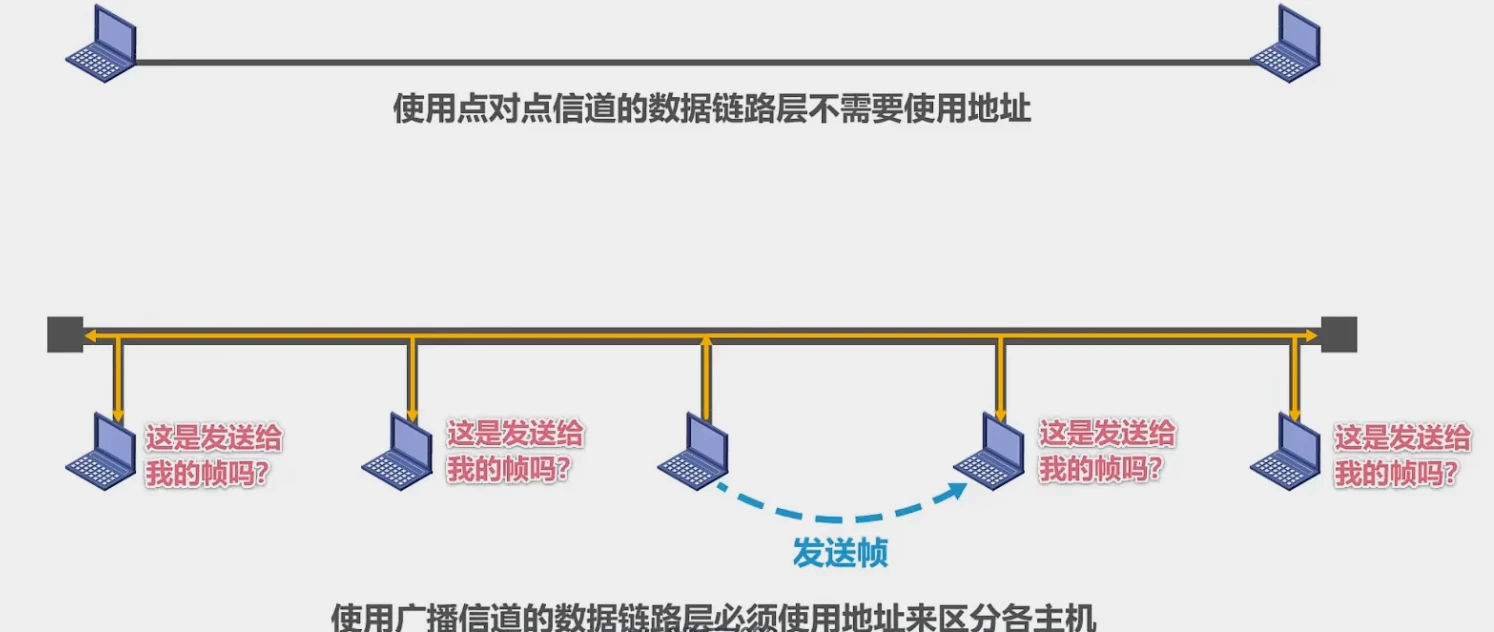 使用点对点信道的数据链路层不需要使用地址
这是发送给
我的帧吗?
这是发送给
我的帧吗?
这是发送给
我的帧吗?
这是发送给
我的帧吗?
发送帧
使用广播信道的数据链路层必须使用地址来区分各主机